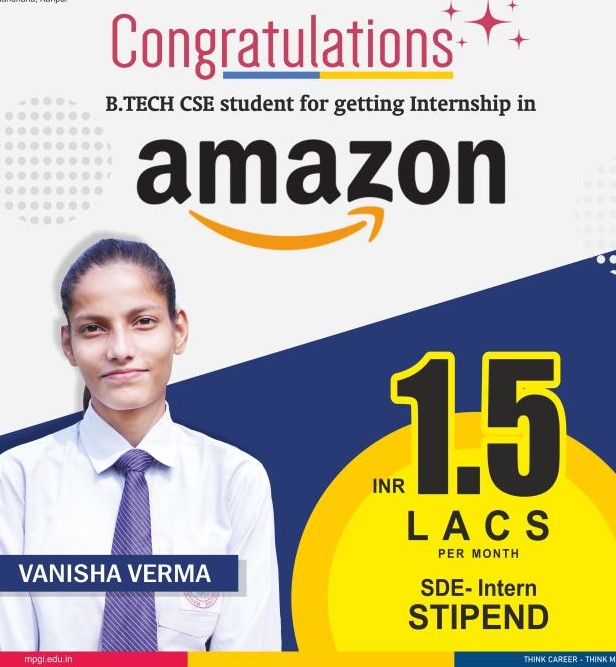 Congratulations
B.TECH CSE student for getting Internship in
amazon
1.5
INR
LACS
PER MONTH
SDE- Intern
STIPEND
VANISHA VERMA
mpgi.edu.in
THINK CAREER - THINK M